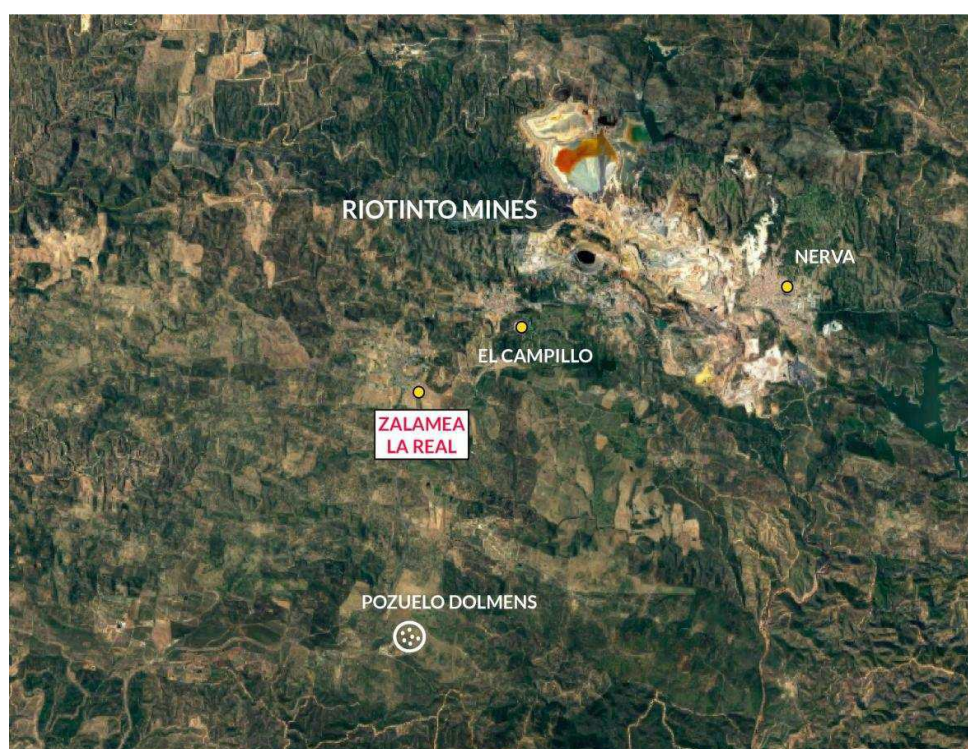 RIOTINTO MINES
NERVA
EL CAMPILLO
ZALAMEA
LA REAL
POZUELO DOLMENS